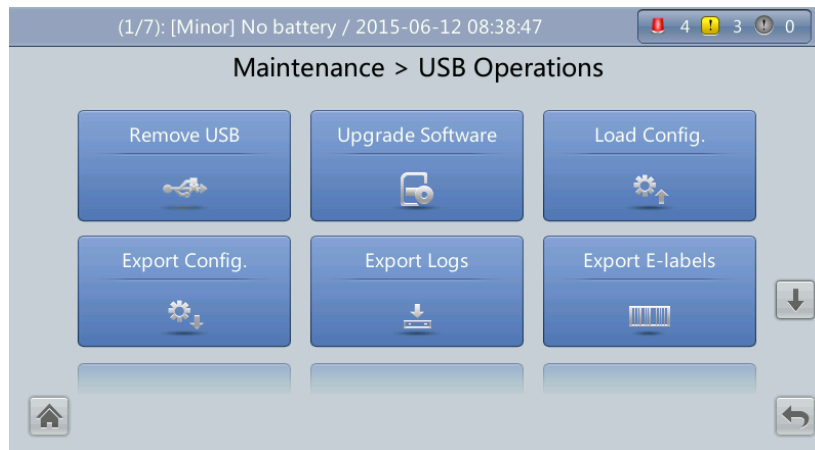 (1/7): [Minor] No battery / 2015-06-12 08:38:47 4 3 0
Maintenance > USB Operations
Remove USB Upgrade Software Load Config.
Export Config. Export Logs Export E-labels